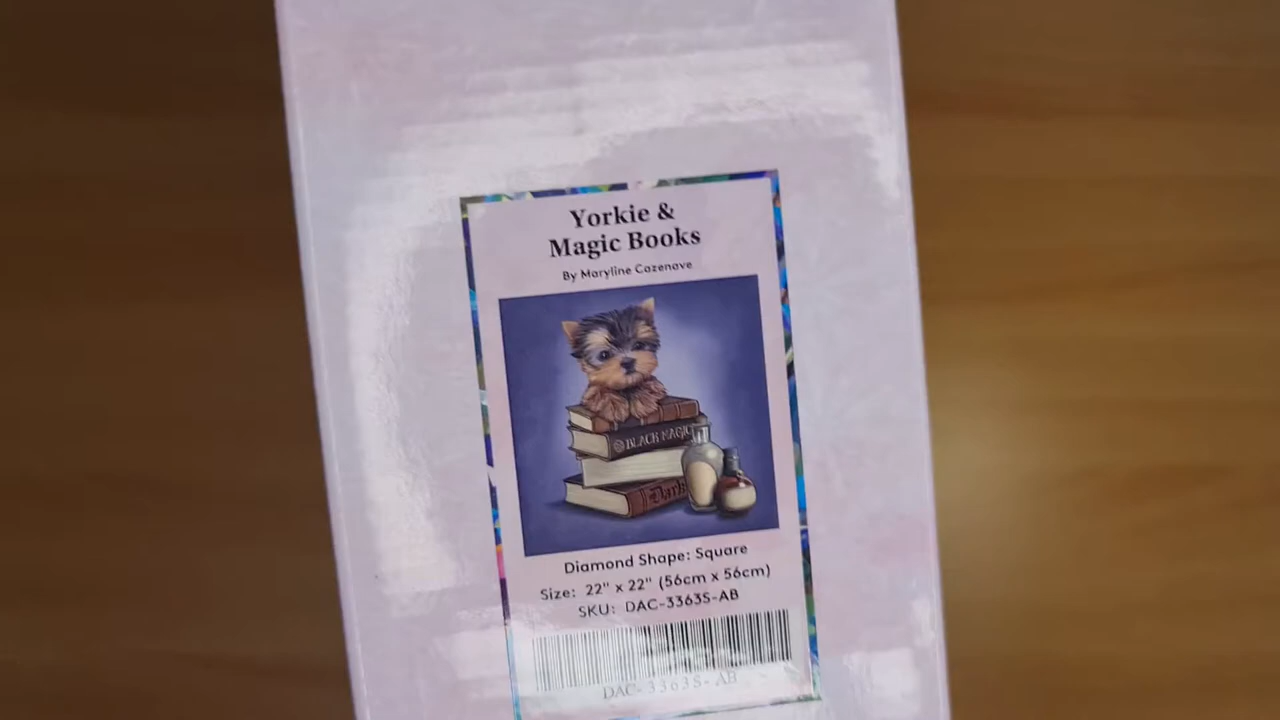 Yorkie &
Magic Books
By Maryline Cazenave
BLACK MAGIC
Dark
Diamond Shape: Square
Size: 22" x 22" (56cm x 56cm)
SKU: DAC-3363S-AB
DAC-3363S-AB